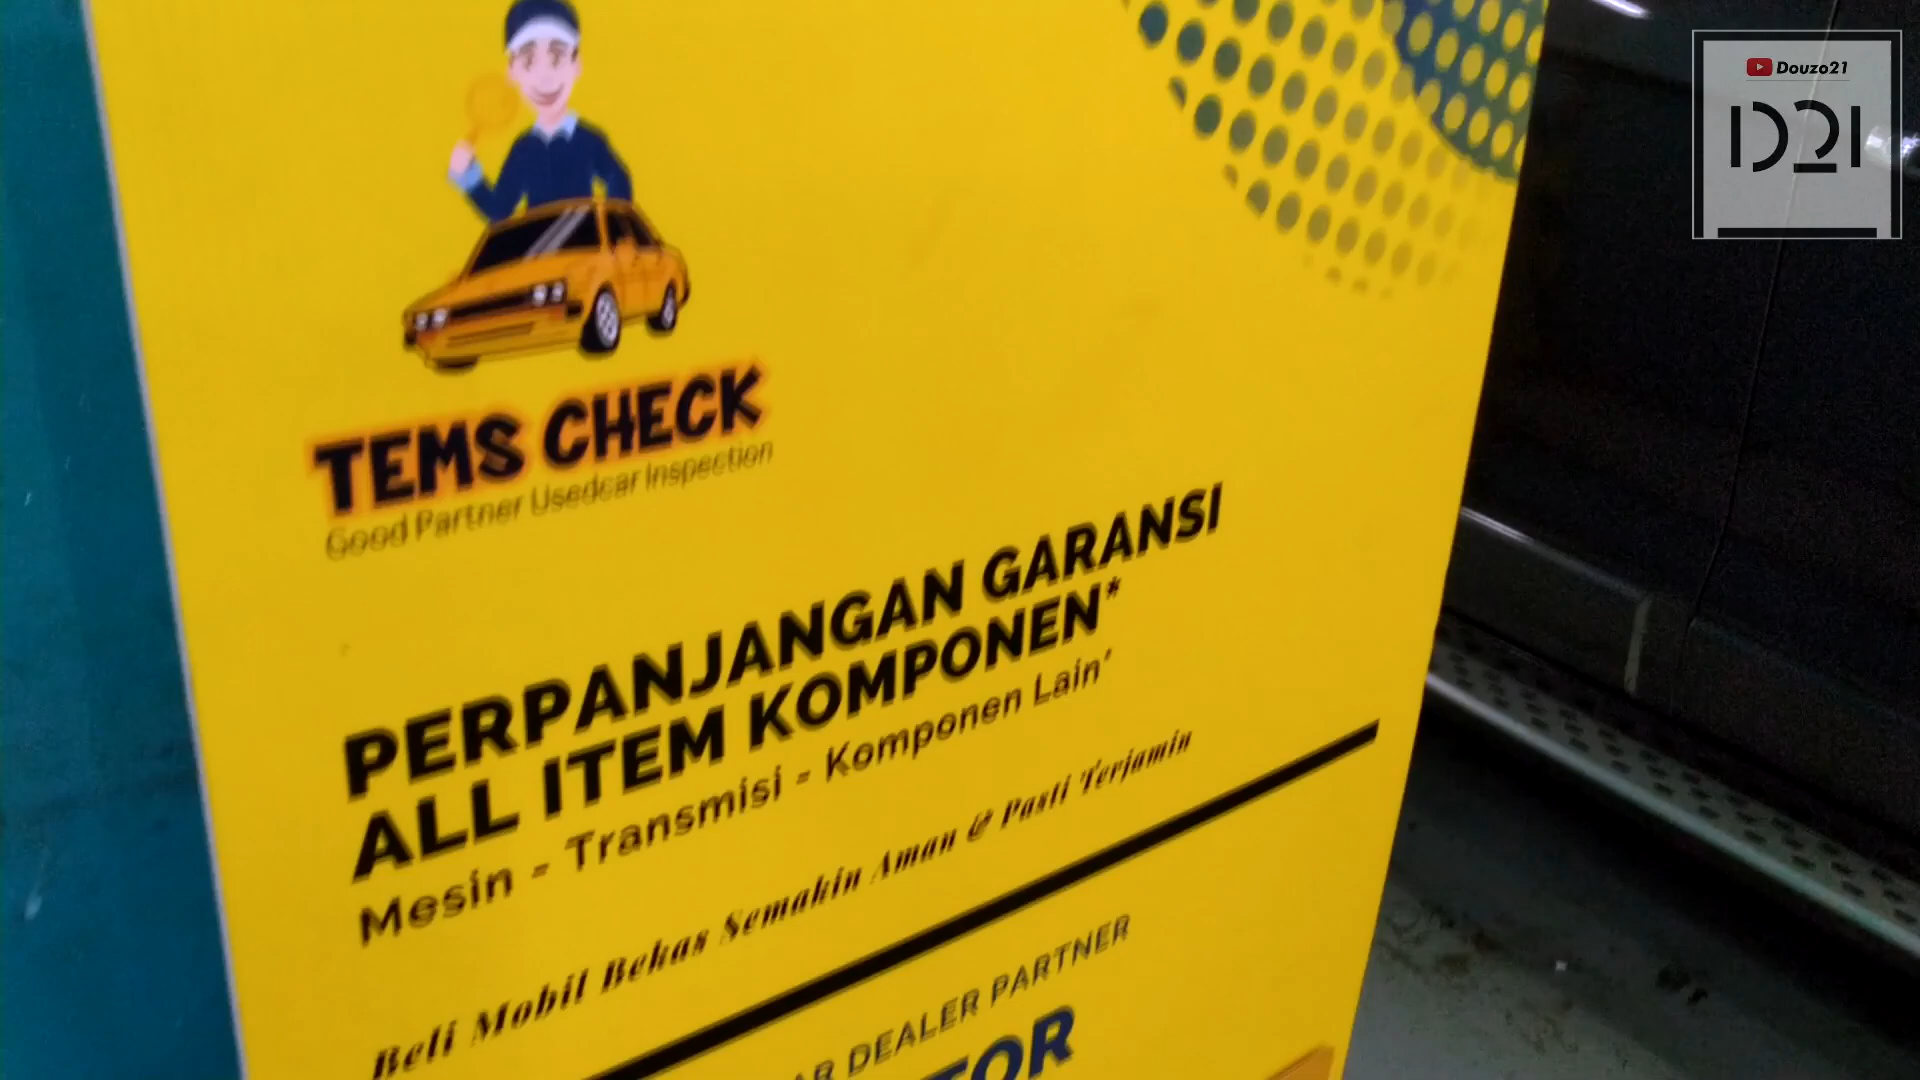 Douzo21
D21
TEMS CHECK
Good Partner Usedcar Inspection
PERPANJANGAN GARANSI
ALL ITEM KOMPONEN*
Mesin - Transmisi - Komponen Lain*
Beli Mobil Bekas Semakin Aman & Pasti Terjamin
DEALER PARTNER